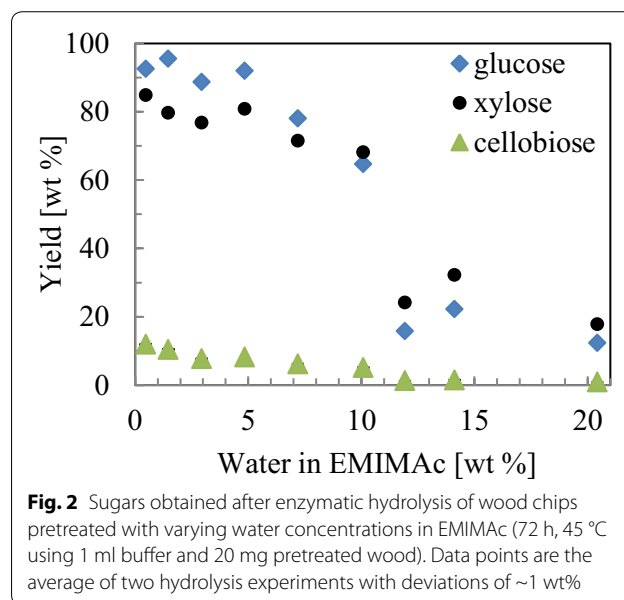 100
80
60
40
20
0
Yield [wt %]
glucose
xylose
cellobiose
0 5 10 15 20
Water in EMIMAc [wt %]
Fig. 2 Sugars obtained after enzymatic hydrolysis of wood chips
pretreated with varying water concentrations in EMIMAc (72 h, 45 °C
using 1 ml buffer and 20 mg pretreated wood). Data points are the
average of two hydrolysis experiments with deviations of ~1 wt%